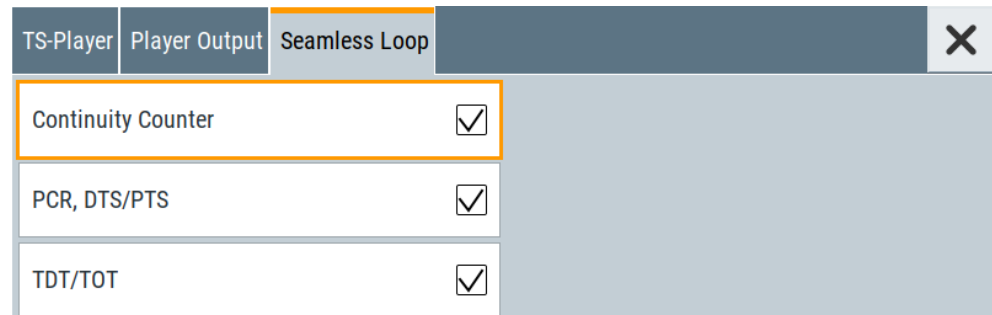 TS-Player Player Output Seamless Loop
Continuity Counter
PCR, DTS/PTS
TDT/TOT